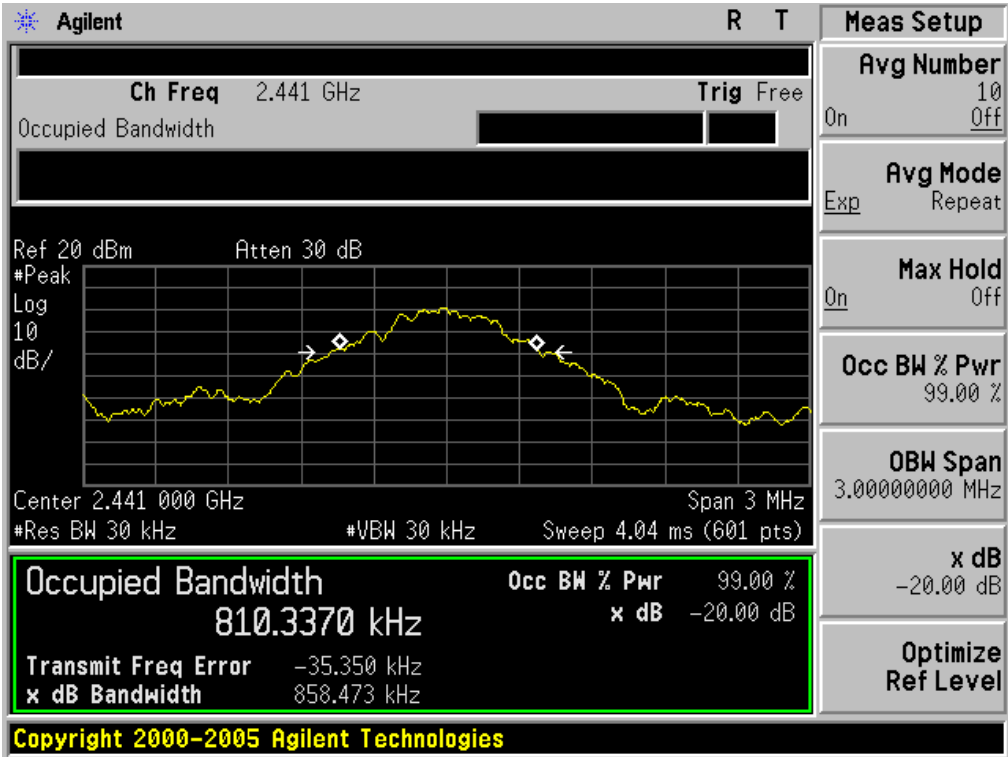 Agilent R T
Ch Freq 2.441 GHz Trig Free
Occupied Bandwidth
Ref 20 dBm Atten 30 dB
#Peak
Log
10
dB/
Center 2.441 000 GHz Span 3 MHz
#Res BW 30 kHz #VBW 30 kHz Sweep 4.04 ms (601 pts)
Occupied Bandwidth Occ BW % Pwr 99.00 %
810.3370 kHz x dB -20.00 dB
Transmit Freq Error -35.350 kHz
x dB Bandwidth 858.473 kHz
Copyright 2000-2005 Agilent Technologies
Meas Setup
Avg Number
10
On Off
Avg Mode
Exp Repeat
Max Hold
On Off
Occ BW % Pwr
99.00 %
OBW Span
3.00000000 MHz
x dB
-20.00 dB
Optimize
Ref Level